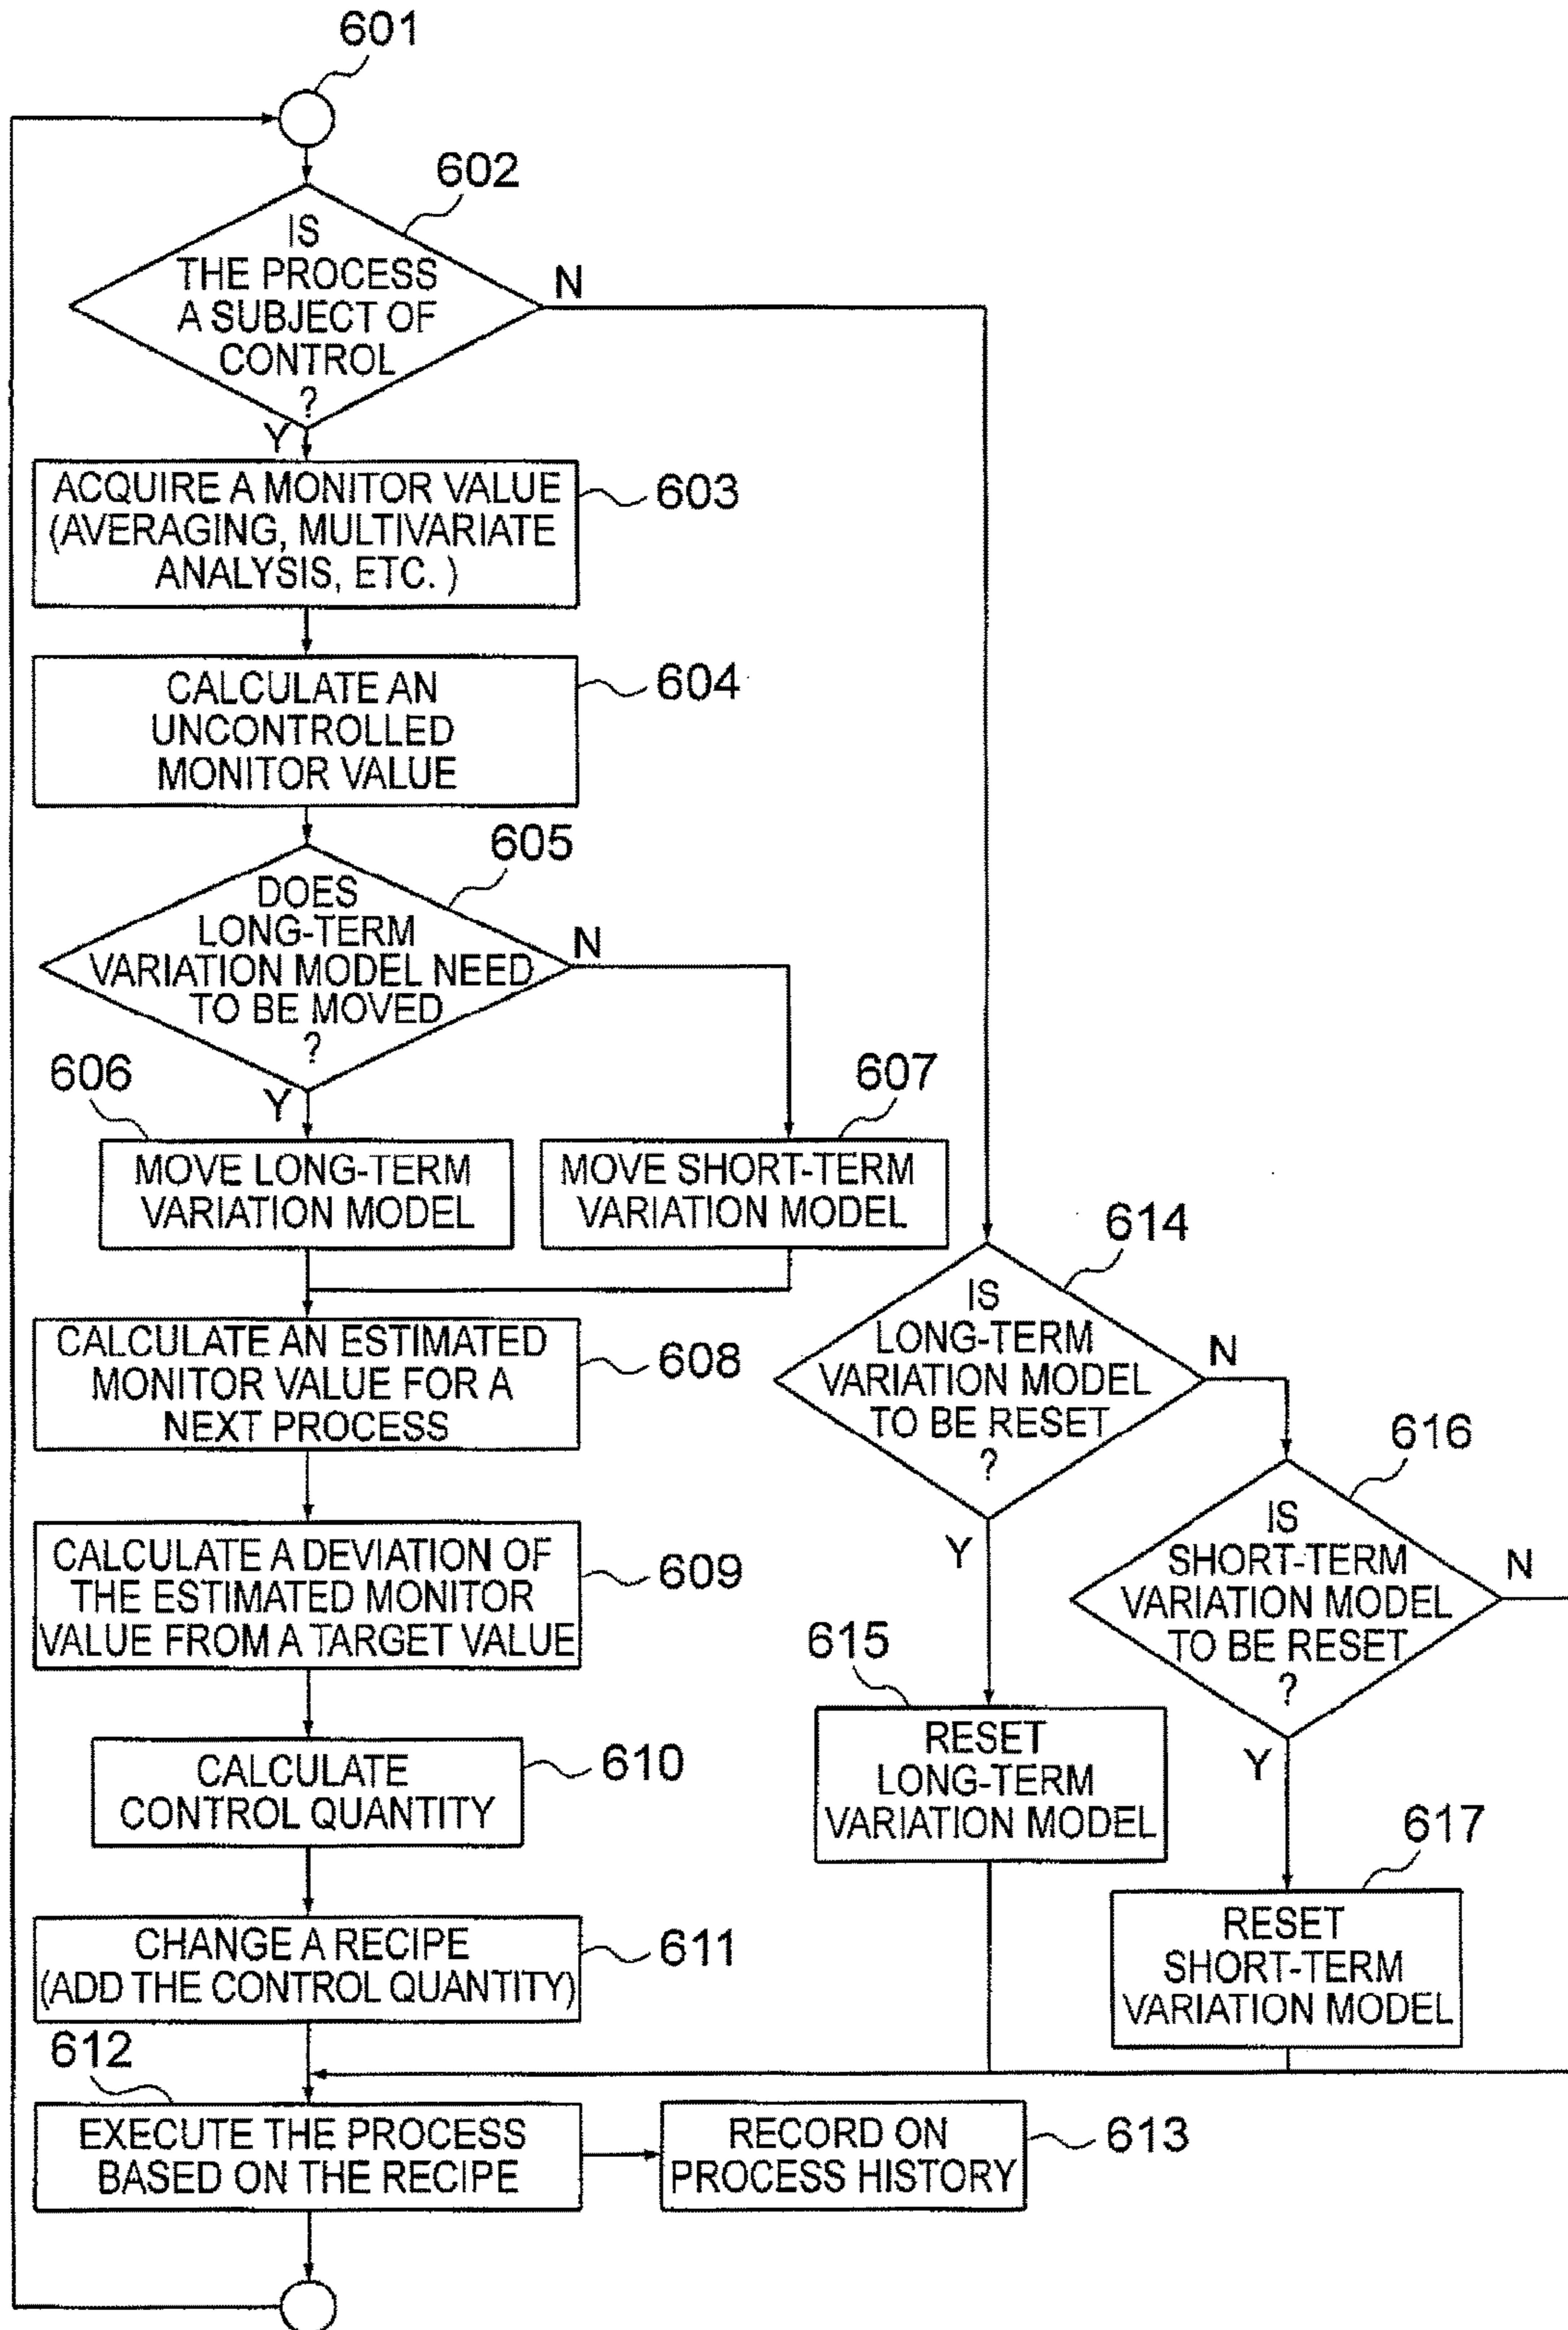 601
602
IS
THE PROCESS
A SUBJECT OF
CONTROL
?
N
Y
ACQUIRE A MONITOR VALUE
(AVERAGING, MULTIVARIATE
ANALYSIS, ETC. )
603
CALCULATE AN
UNCONTROLLED
MONITOR VALUE
604
605
DOES
LONG-TERM
VARIATION MODEL NEED
TO BE MOVED
?
N
Y
606
MOVE LONG-TERM
VARIATION MODEL
607
MOVE SHORT-TERM
VARIATION MODEL
CALCULATE AN ESTIMATED
MONITOR VALUE FOR A
NEXT PROCESS
608
CALCULATE A DEVIATION OF
THE ESTIMATED MONITOR
VALUE FROM A TARGET VALUE
609
CALCULATE
CONTROL QUANTITY
610
CHANGE A RECIPE
(ADD THE CONTROL QUANTITY)
611
612
EXECUTE THE PROCESS
BASED ON THE RECIPE
RECORD ON
PROCESS HISTORY
613
614
IS
LONG-TERM
VARIATION MODEL
TO BE RESET
?
N
Y
615
RESET
LONG-TERM
VARIATION MODEL
616
IS
SHORT-TERM
VARIATION MODEL
TO BE RESET
?
N
Y
617
RESET
SHORT-TERM
VARIATION MODEL